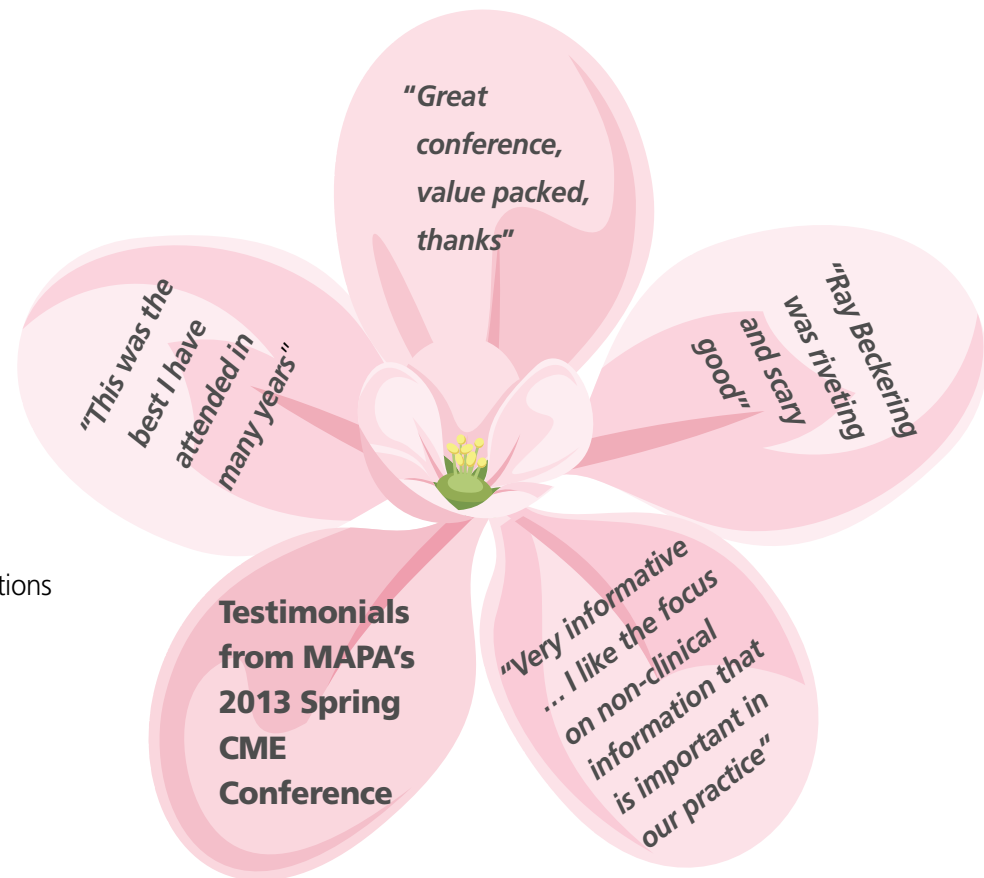 "Great
conference,
value packed,
thanks"
"This was the
best I have
attended in
many years"
"Ray Beckering
was riveting
and scary
good"
tions
Testimonials
from MAPA's
2013 Spring
CME
Conference
"Very informative
... I like the focus
on non-clinical
information that
is important in
our practice"